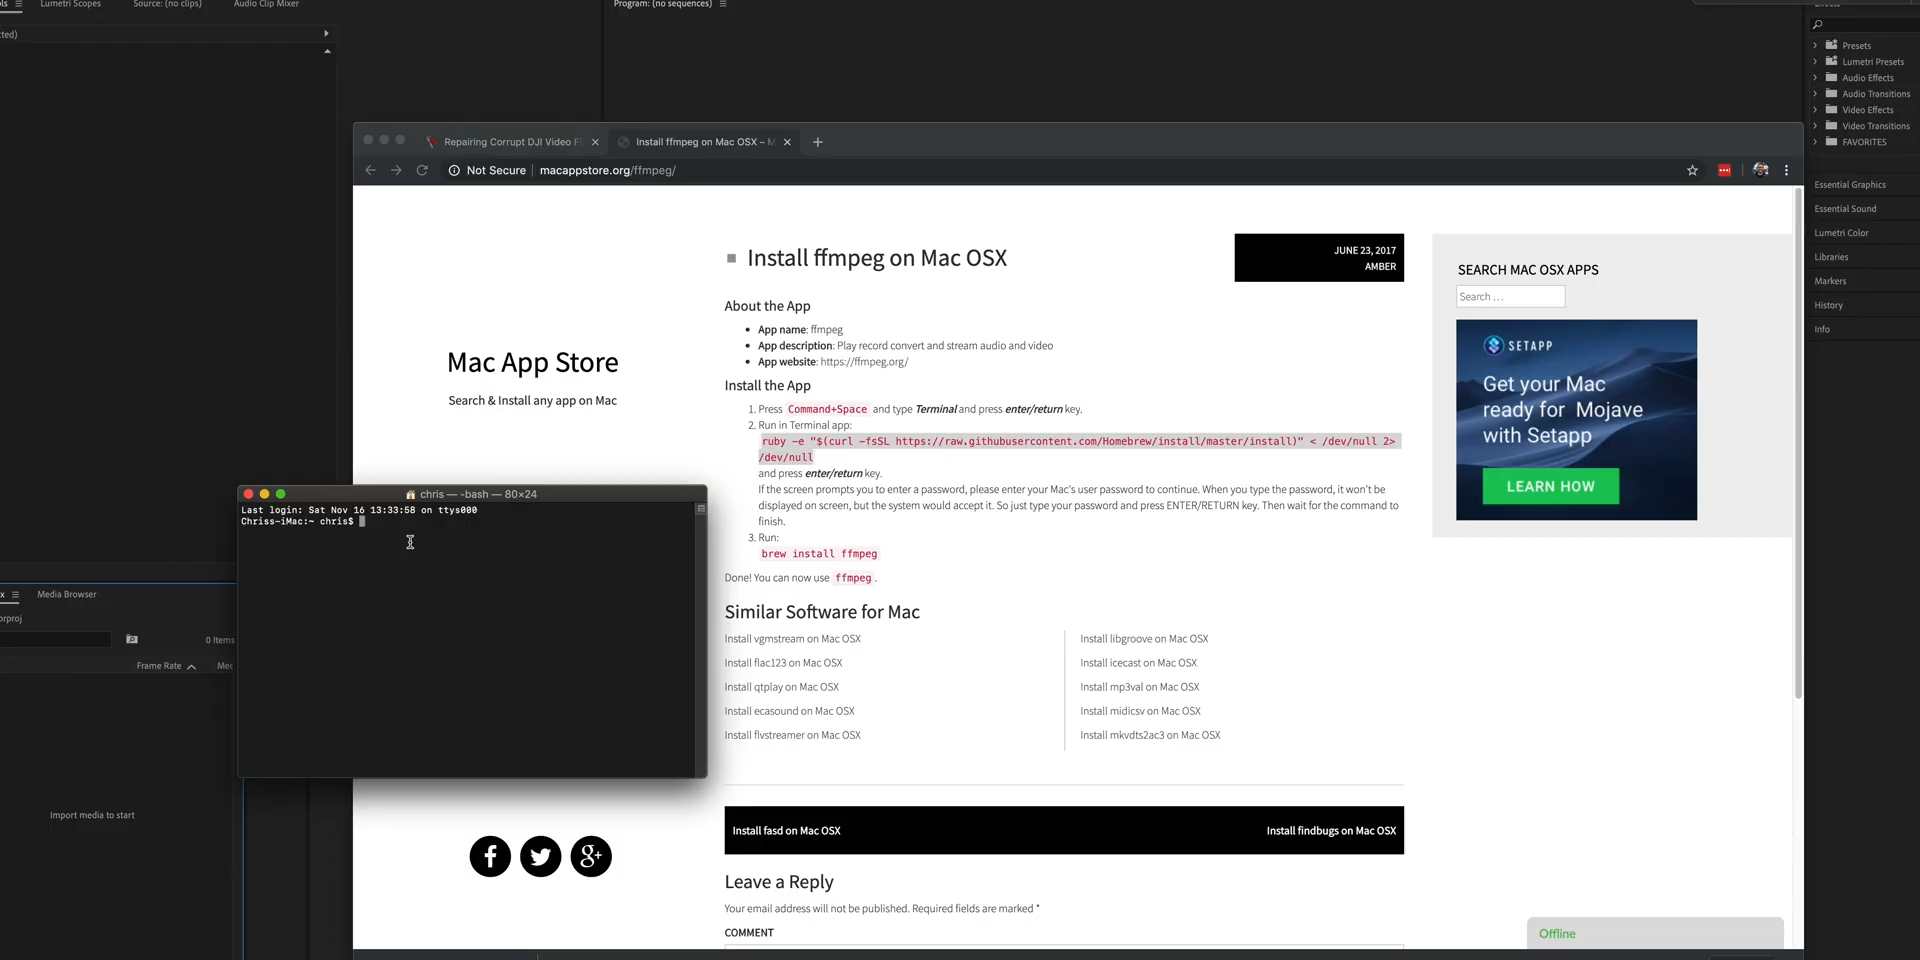 ols
Lumetri Scopes
Source: (no clips)
Audio Clip Mixer
Program: (no sequences)
cted)
Presets
Lumetri Presets
Audio Effects
Audio Transitions
Video Effects
Video Transitions
FAVORITES
Essential Graphics
Essential Sound
Lumetri Color
Libraries
Markers
History
Info
Repairing Corrupt DJI Video Fi
Install ffmpeg on Mac OSX – M
Not Secure
macappstore.org/ffmpeg/
Mac App Store
Search & Install any app on Mac
Install ffmpeg on Mac OSX
JUNE 23, 2017
AMBER
About the App
• App name: ffmpeg
• App description: Play record convert and stream audio and video
• App website: https://ffmpeg.org/
Install the App
1. Press Command+Space and type Terminal and press enter/return key.
2. Run in Terminal app:
ruby -e "$(curl -fsSL https://raw.githubusercontent.com/Homebrew/install/master/install)" < /dev/null 2>
/dev/null
and press enter/return key.
If the screen prompts you to enter a password, please enter your Mac's user password to continue. When you type the password, it won't be
displayed on screen, but the system would accept it. So just type your password and press ENTER/RETURN key. Then wait for the command to
finish.
3. Run:
brew install ffmpeg
Done! You can now use ffmpeg.
Similar Software for Mac
Install vgmstream on Mac OSX
Install flac123 on Mac OSX
Install qtplay on Mac OSX
Install ecasound on Mac OSX
Install flvstreamer on Mac OSX
Install libgroove on Mac OSX
Install icecast on Mac OSX
Install mp3val on Mac OSX
Install midicsv on Mac OSX
Install mkvdts2ac3 on Mac OSX
Install fasd on Mac OSX
Install findbugs on Mac OSX
Leave a Reply
Your email address will not be published. Required fields are marked *
COMMENT
SEARCH MAC OSX APPS
Search …
SETAPP
Get your Mac
ready for Mojave
with Setapp
LEARN HOW
Offline
chris — -bash — 80×24
Last login: Sat Nov 16 13:33:58 on ttys000
Chriss-iMac:~ chris$
x
Media Browser
orproj
0 Items
Frame Rate
Mec
Import media to start
g+